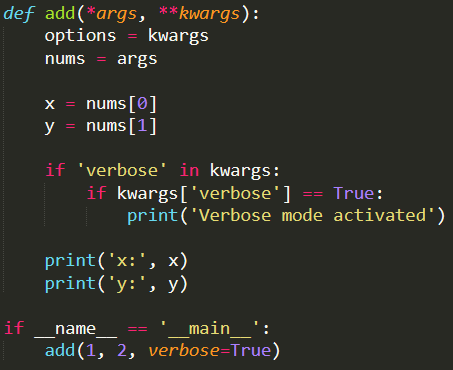 def add(*args, **kwargs):
    options = kwargs
    nums = args

    x = nums[0]
    y = nums[1]

    if 'verbose' in kwargs:
        if kwargs['verbose'] == True:
            print('Verbose mode activated')

    print('x:', x)
    print('y:', y)

if __name__ == '__main__':
    add(1, 2, verbose=True)